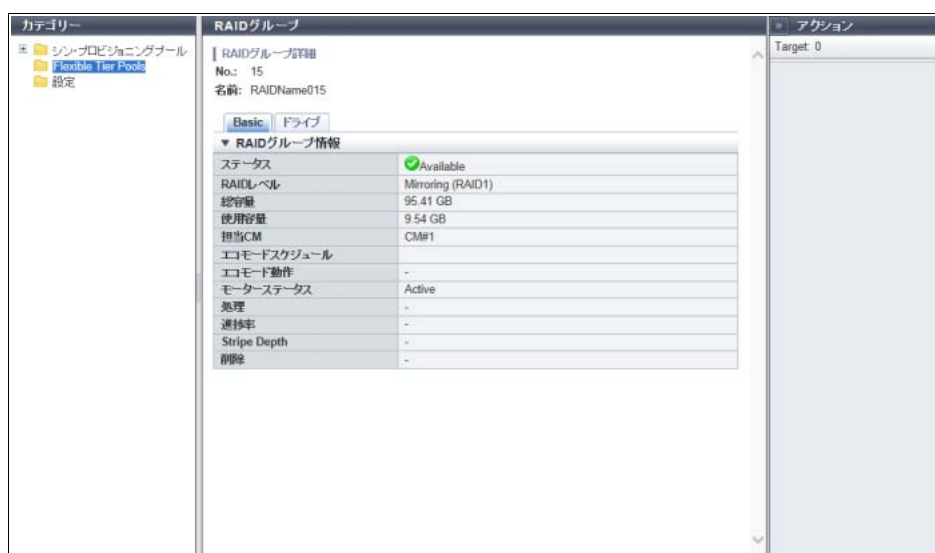 カテゴリー
シン・プロビジョニングプール
Flexible Tier Pools
設定
RAIDグループ
RAIDグループ詳細
No.: 15
名前: RAIDName015
Basic ドライブ
▼ RAIDグループ情報
ステータス Available
RAIDレベル Mirroring (RAID1)
総容量 95.41 GB
使用容量 9.54 GB
担当CM CM#1
エコモードスケジュール
エコモード動作 -
モーターステータス Active
処理 -
進捗率 -
Stripe Depth -
削除 -
» アクション
Target: 0